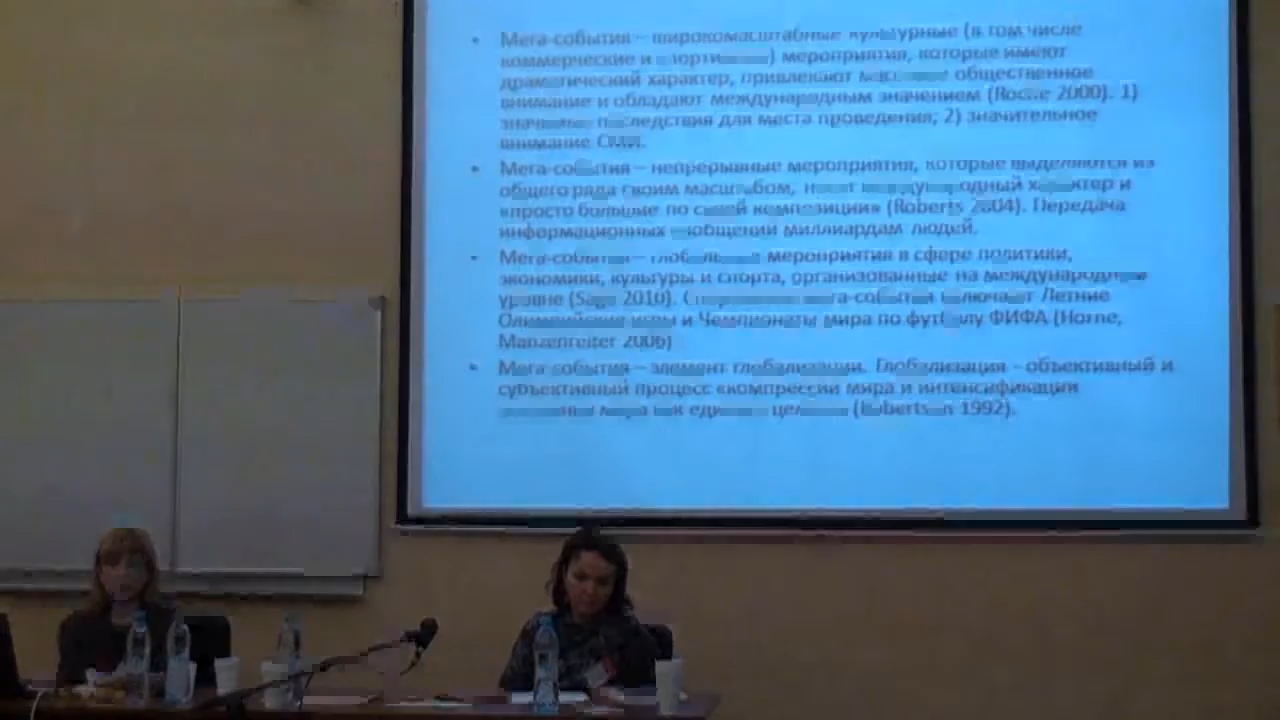 • Мега-события – широкомасштабные культурные (в том числе
коммерческие и спортивные) мероприятия, которые имеют
драматический характер, привлекают массовое общественное
внимание и обладают международным значением (Roche 2000). 1)
значимые последствия для места проведения; 2) значительное
внимание СМИ.
• Мега-события – непрерывные мероприятия, которые выделяются из
общего ряда своим масштабом, носят международный характер и
«просто большие по своей композиции» (Roberts 2004). Передача
информационных сообщений миллиардам людей.
• Мега-события – глобальные мероприятия в сфере политики,
экономики, культуры и спорта, организованные на международном
уровне (Sage 2010). Современные мега-события включают Летние
Олимпийские игры и Чемпионаты мира по футболу ФИФА (Horne,
Manzenreiter 2006)
• Мега-события – элемент глобализации. Глобализация - объективный и
субъективный процесс «компрессии мира и интенсификации
мира как единого целого» (Robertson 1992).